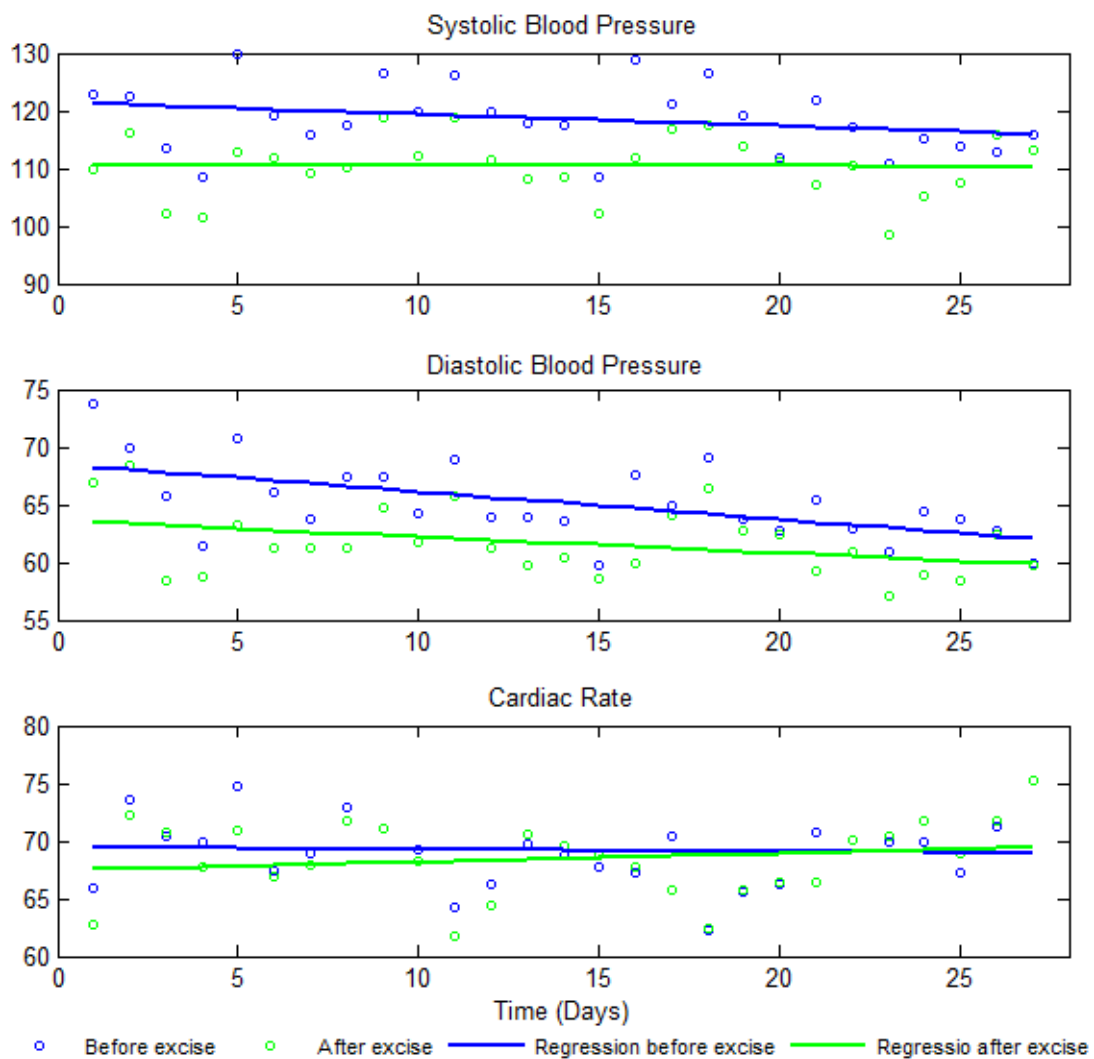 Systolic Blood Pressure
130
120
110
100
90
0 5 10 15 20 25
Diastolic Blood Pressure
75
70
65
60
55
0 5 10 15 20 25
Cardiac Rate
80
75
70
65
60
0 5 10 15 20 25
Time (Days)
Before excise After excise Regression before excise Regressio after excise